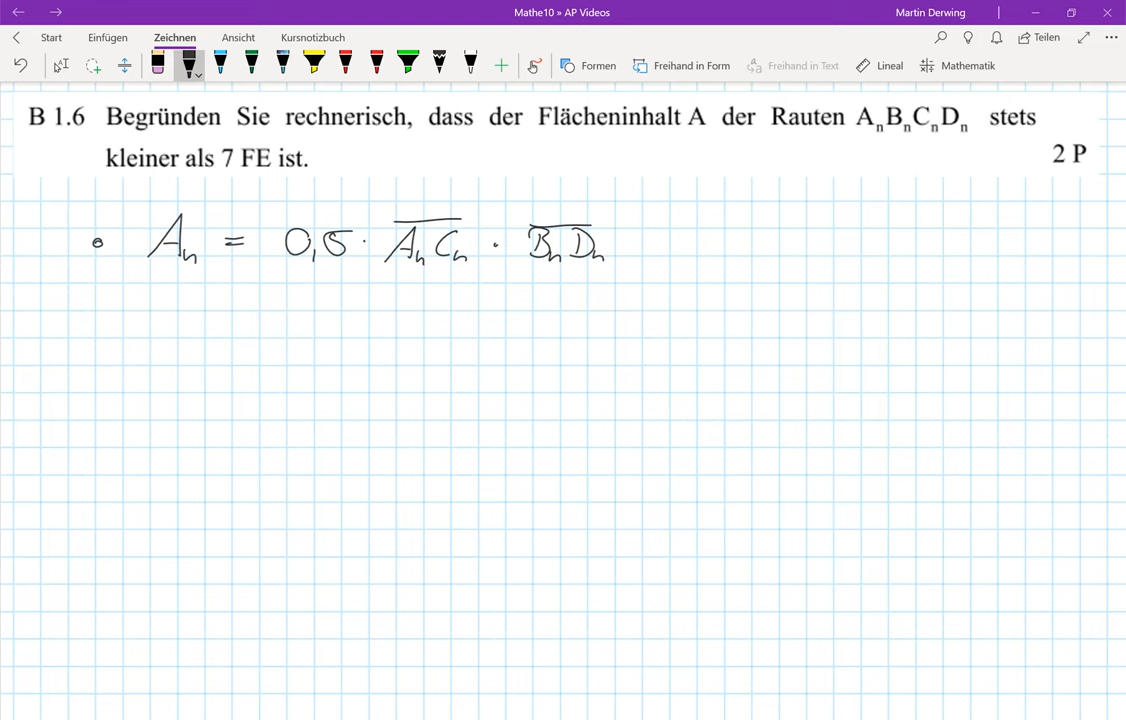 Mathe10 » AP Videos
Martin Derwing
Start Einfügen Zeichnen Ansicht Kursnotizbuch
Teilen
Formen Freihand in Form Freihand in Text Lineal Mathematik
B 1.6 Begründen Sie rechnerisch, dass der Flächeninhalt A der Rauten AₙBₙCₙDₙ stets
kleiner als 7 FE ist.
2 P
• Aₙ = 0,5 · A̅ₙC̅ₙ · B̅ₙD̅ₙ